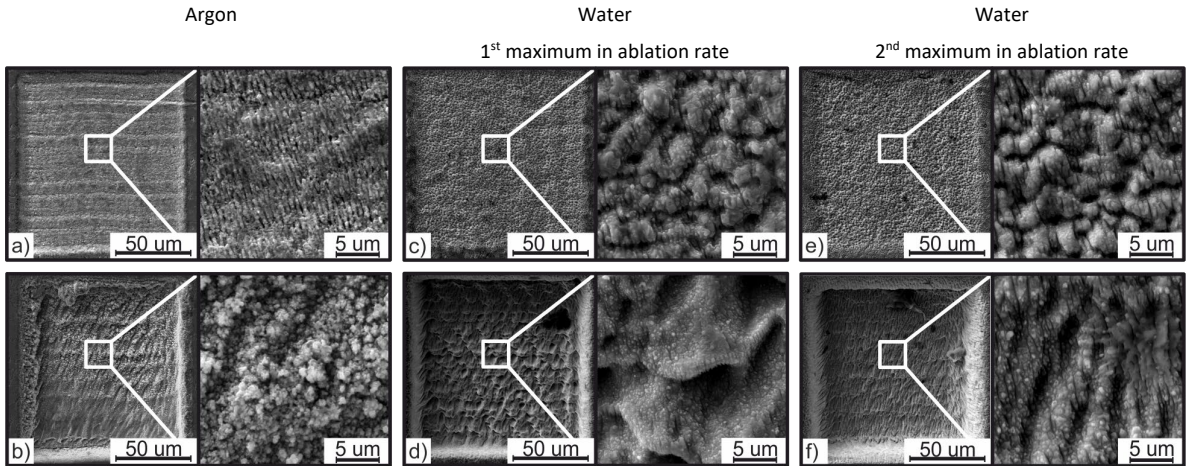 Argon
Water
Water
1st maximum in ablation rate
2nd maximum in ablation rate
a)
50 um
5 um
c)
50 um
5 um
e)
50 um
5 um
b)
50 um
5 um
d)
50 um
5 um
f)
50 um
5 um